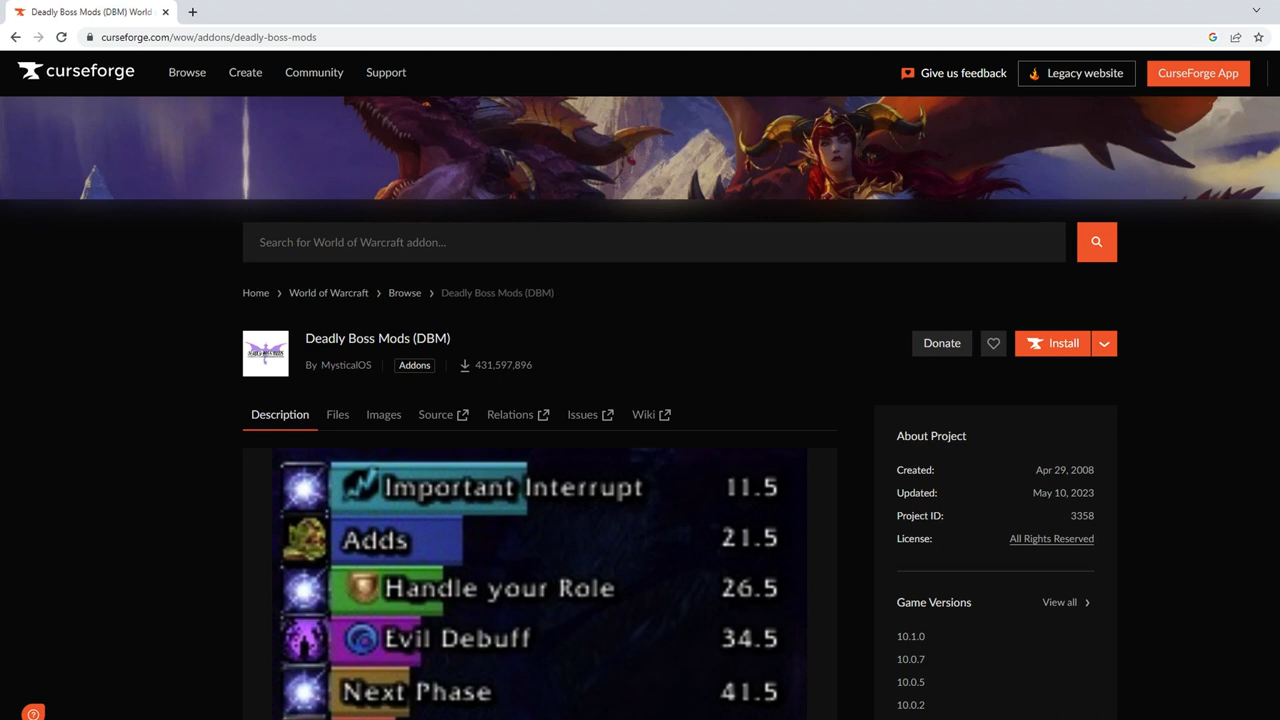 Deadly Boss Mods (DBM) World
curseforge.com/wow/addons/deadly-boss-mods
curseforge
Browse
Create
Community
Support
Give us feedback
Legacy website
CurseForge App
Search for World of Warcraft addon...
Home
World of Warcraft
Browse
Deadly Boss Mods (DBM)
Deadly Boss Mods (DBM)
By MysticalOS
Addons
431,597,896
Donate
Install
Description
Files
Images
Source
Relations
Issues
Wiki
Important Interrupt 11.5
Adds 21.5
Handle your Role 26.5
Evil Debuff 34.5
Next Phase 41.5
About Project
Created: Apr 29, 2008
Updated: May 10, 2023
Project ID: 3358
License: All Rights Reserved
Game Versions
View all
10.1.0
10.0.7
10.0.5
10.0.2